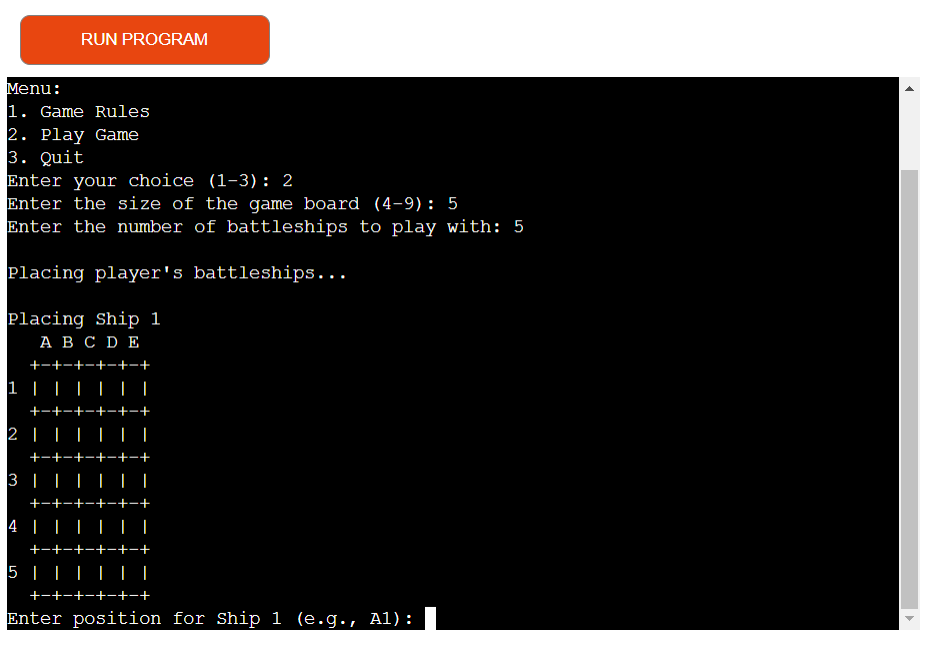 RUN PROGRAM
Menu:
1. Game Rules
2. Play Game
3. Quit
Enter your choice (1-3): 2
Enter the size of the game board (4-9): 5
Enter the number of battleships to play with: 5

Placing player's battleships...

Placing Ship 1
   A B C D E
  +-+-+-+-+-+
1 | | | | | |
  +-+-+-+-+-+
2 | | | | | |
  +-+-+-+-+-+
3 | | | | | |
  +-+-+-+-+-+
4 | | | | | |
  +-+-+-+-+-+
5 | | | | | |
  +-+-+-+-+-+
Enter position for Ship 1 (e.g., A1):